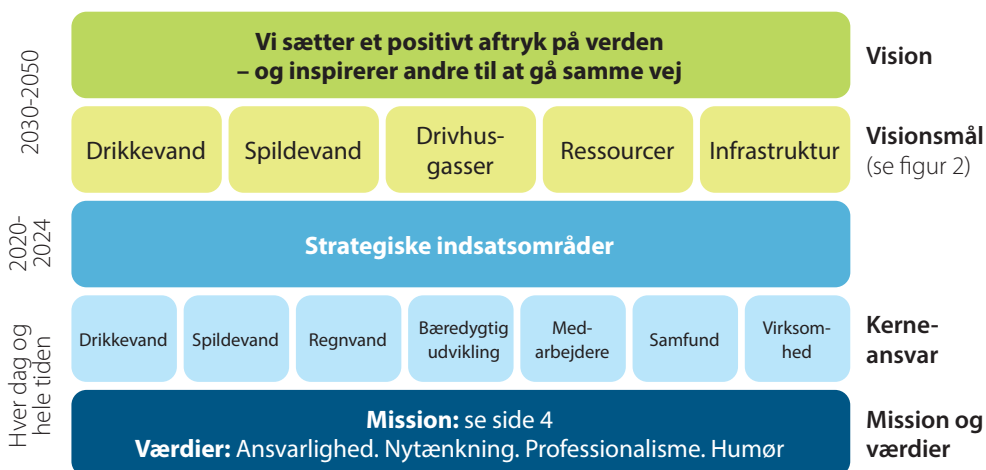 2030-2050
Vi sætter et positivt aftryk på verden
– og inspirerer andre til at gå samme vej
Vision
Drikkevand
Spildevand
Drivhus-
gasser
Ressourcer
Infrastruktur
Visionsmål
(se figur 2)
2020-
2024
Strategiske indsatsområder
Hver dag og
hele tiden
Drikkevand
Spildevand
Regnvand
Bæredygtig
udvikling
Med-
arbejdere
Samfund
Virksom-
hed
Kerne-
ansvar
Mission: se side 4
Værdier: Ansvarlighed. Nytænkning. Professionalisme. Humør
Mission og
værdier